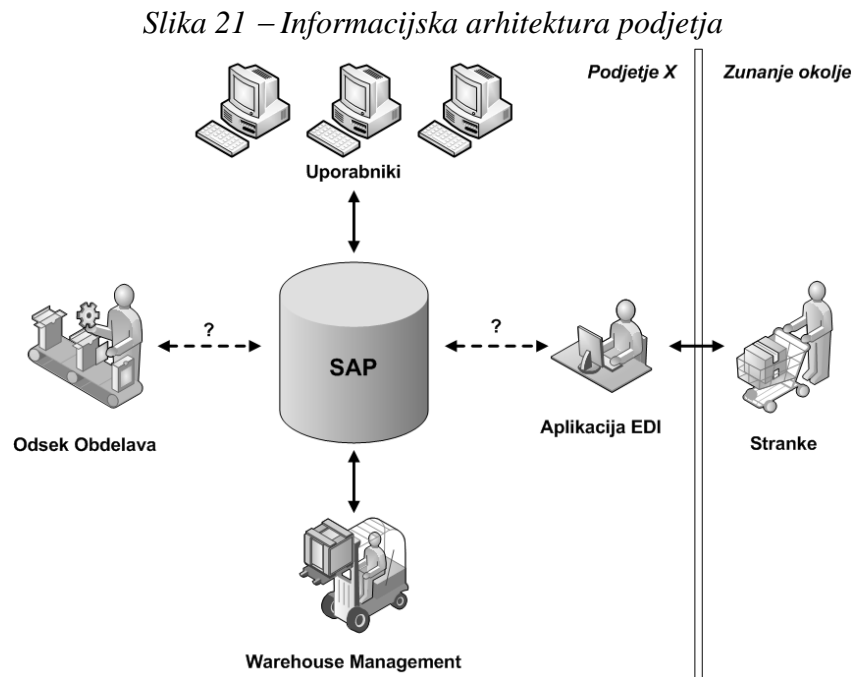 Slika 21 – Informacijska arhitektura podjetja
Podjetje X
Zunanje okolje
Uporabniki
?
?
SAP
Odsek Obdelava
Aplikacija EDI
Stranke
Warehouse Management